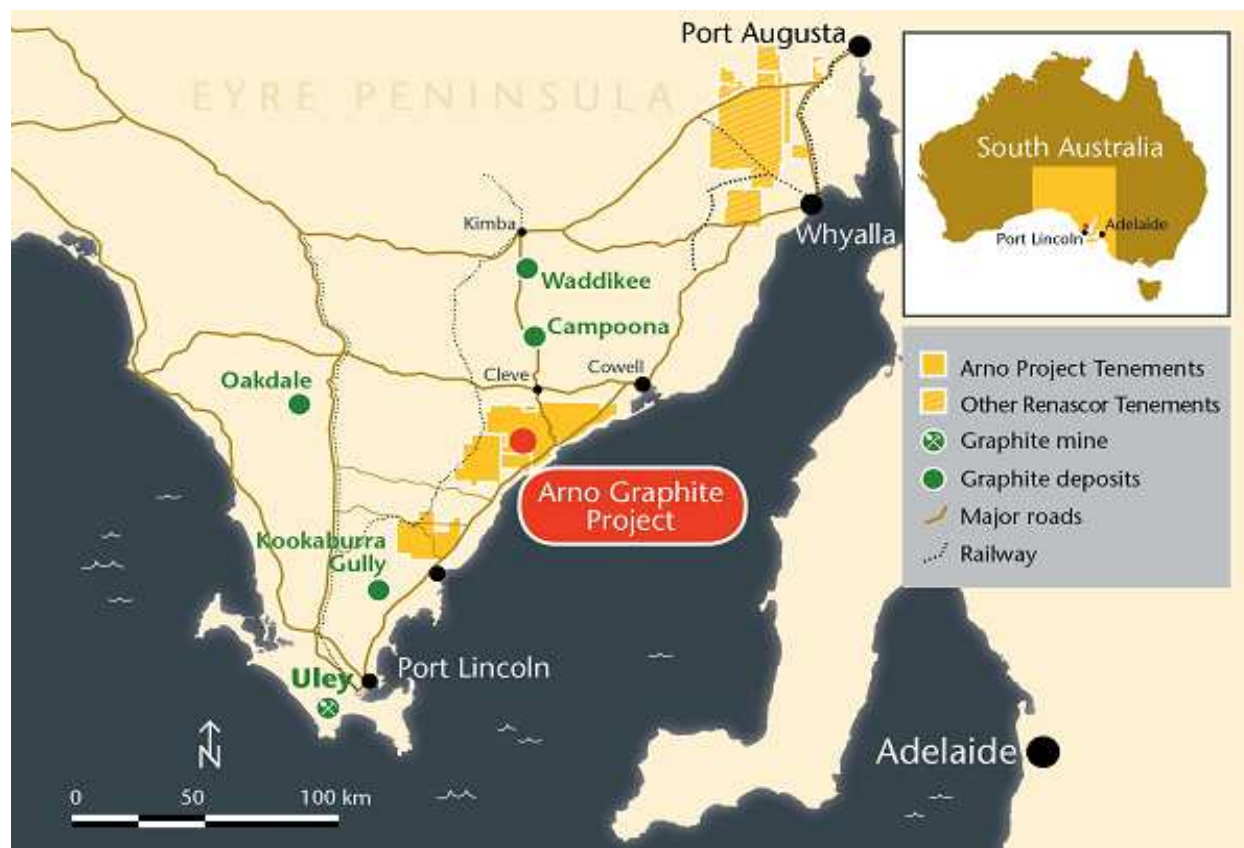 Port Augusta
EYRE PENINSULA
South Australia
Adelaide
Port Lincoln
Kimba
Whyalla
Waddikee
Campoona
Cowell
Cleve
Oakdale
Arno Project Tenements
Other Renascor Tenements
Graphite mine
Graphite deposits
Major roads
Railway
Arno Graphite
Project
Kookaburra
Gully
Uley
Port Lincoln
N
Adelaide
0 50 100 km